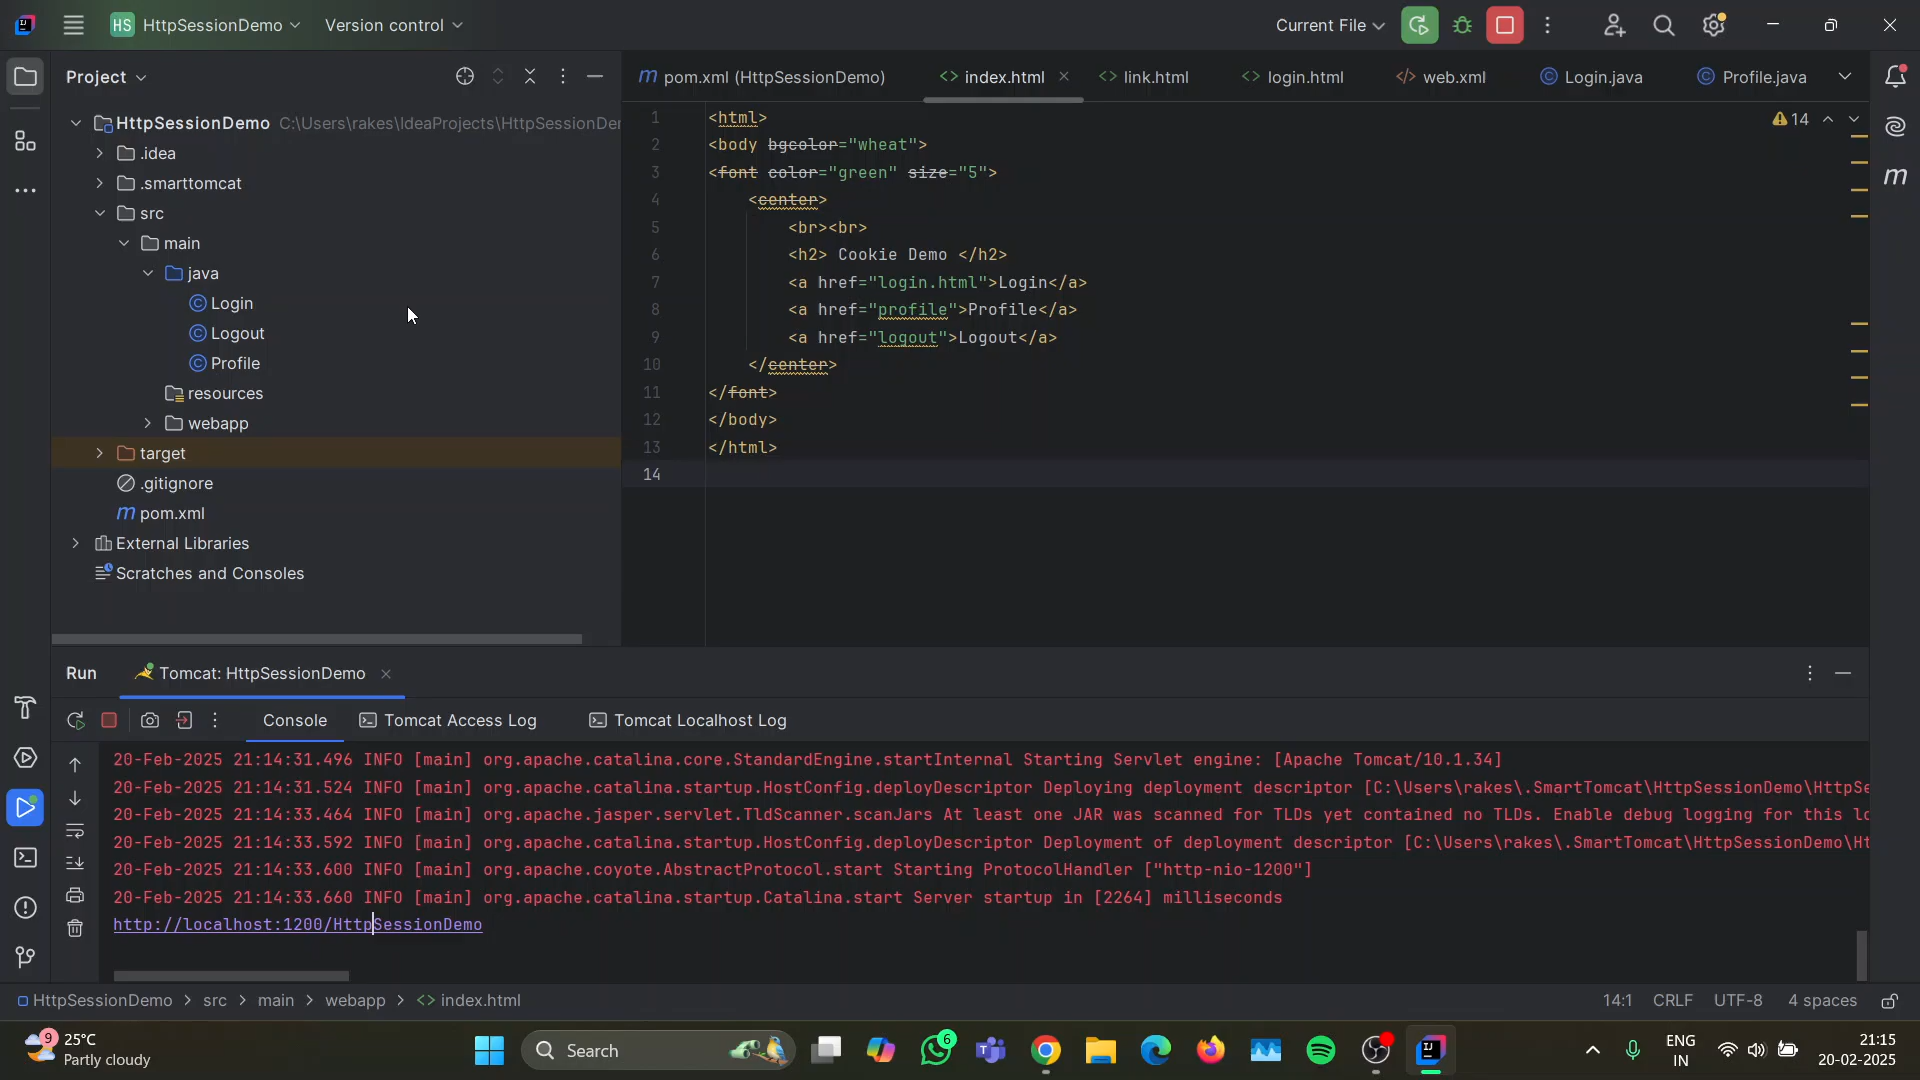 HS HttpSessionDemo Version control Current File
Project
pom.xml (HttpSessionDemo) index.html link.html login.html web.xml Login.java Profile.java
HttpSessionDemo C:\Users\rakes\IdeaProjects\HttpSessionDe
.idea
.smarttomcat
src
main
java
Login
Logout
Profile
resources
webapp
target
.gitignore
pom.xml
External Libraries
Scratches and Consoles
14
1 <html>
2 <body bgcolor="wheat">
3 <font color="green" size="5">
4 <center>
5 <br><br>
6 <h2> Cookie Demo </h2>
7 <a href="login.html">Login</a>
8 <a href="profile">Profile</a>
9 <a href="logout">Logout</a>
10 </center>
11 </font>
12 </body>
13 </html>
14
Run Tomcat: HttpSessionDemo
Console Tomcat Access Log Tomcat Localhost Log
20-Feb-2025 21:14:31.496 INFO [main] org.apache.catalina.core.StandardEngine.startInternal Starting Servlet engine: [Apache Tomcat/10.1.34]
20-Feb-2025 21:14:31.524 INFO [main] org.apache.catalina.startup.HostConfig.deployDescriptor Deploying deployment descriptor [C:\Users\rakes\.SmartTomcat\HttpSessionDemo\HttpSe
20-Feb-2025 21:14:33.464 INFO [main] org.apache.jasper.servlet.TldScanner.scanJars At least one JAR was scanned for TLDs yet contained no TLDs. Enable debug logging for this lo
20-Feb-2025 21:14:33.592 INFO [main] org.apache.catalina.startup.HostConfig.deployDescriptor Deployment of deployment descriptor [C:\Users\rakes\.SmartTomcat\HttpSessionDemo\Ht
20-Feb-2025 21:14:33.600 INFO [main] org.apache.coyote.AbstractProtocol.start Starting ProtocolHandler ["http-nio-1200"]
20-Feb-2025 21:14:33.660 INFO [main] org.apache.catalina.startup.Catalina.start Server startup in [2264] milliseconds
http://localhost:1200/HttpSessionDemo
HttpSessionDemo > src > main > webapp > index.html 14:1 CRLF UTF-8 4 spaces
9 25°C
Partly cloudy
Search
6
ENG
IN
21:15
20-02-2025